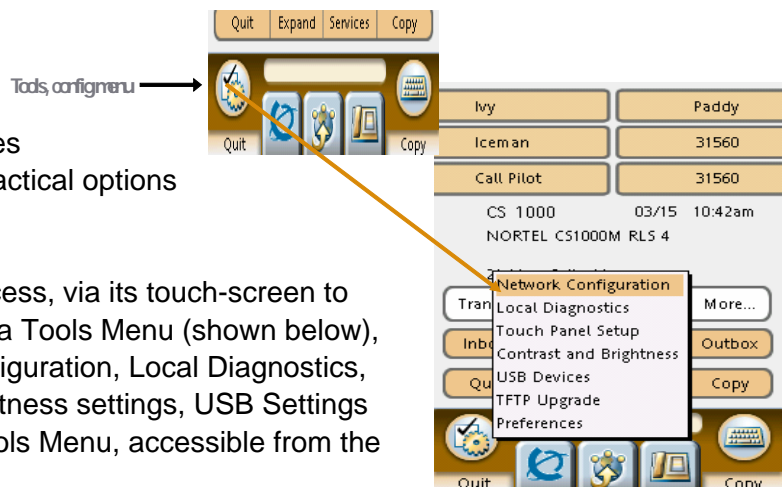 Quit Expand Services Copy
Tools, config menu
Quit Copy
es
actical options
cess, via its touch-screen to
a Tools Menu (shown below),
iguration, Local Diagnostics,
tness settings, USB Settings
ols Menu, accessible from the
Ivy Paddy
Iceman 31560
Call Pilot 31560
CS 1000 03/15 10:42am
NORTEL CS1000M RLS 4
Network Configuration
Tran Local Diagnostics More...
Touch Panel Setup
Inbo Contrast and Brightness Outbox
Qu USB Devices Copy
TFTP Upgrade
Preferences
Quit Copy